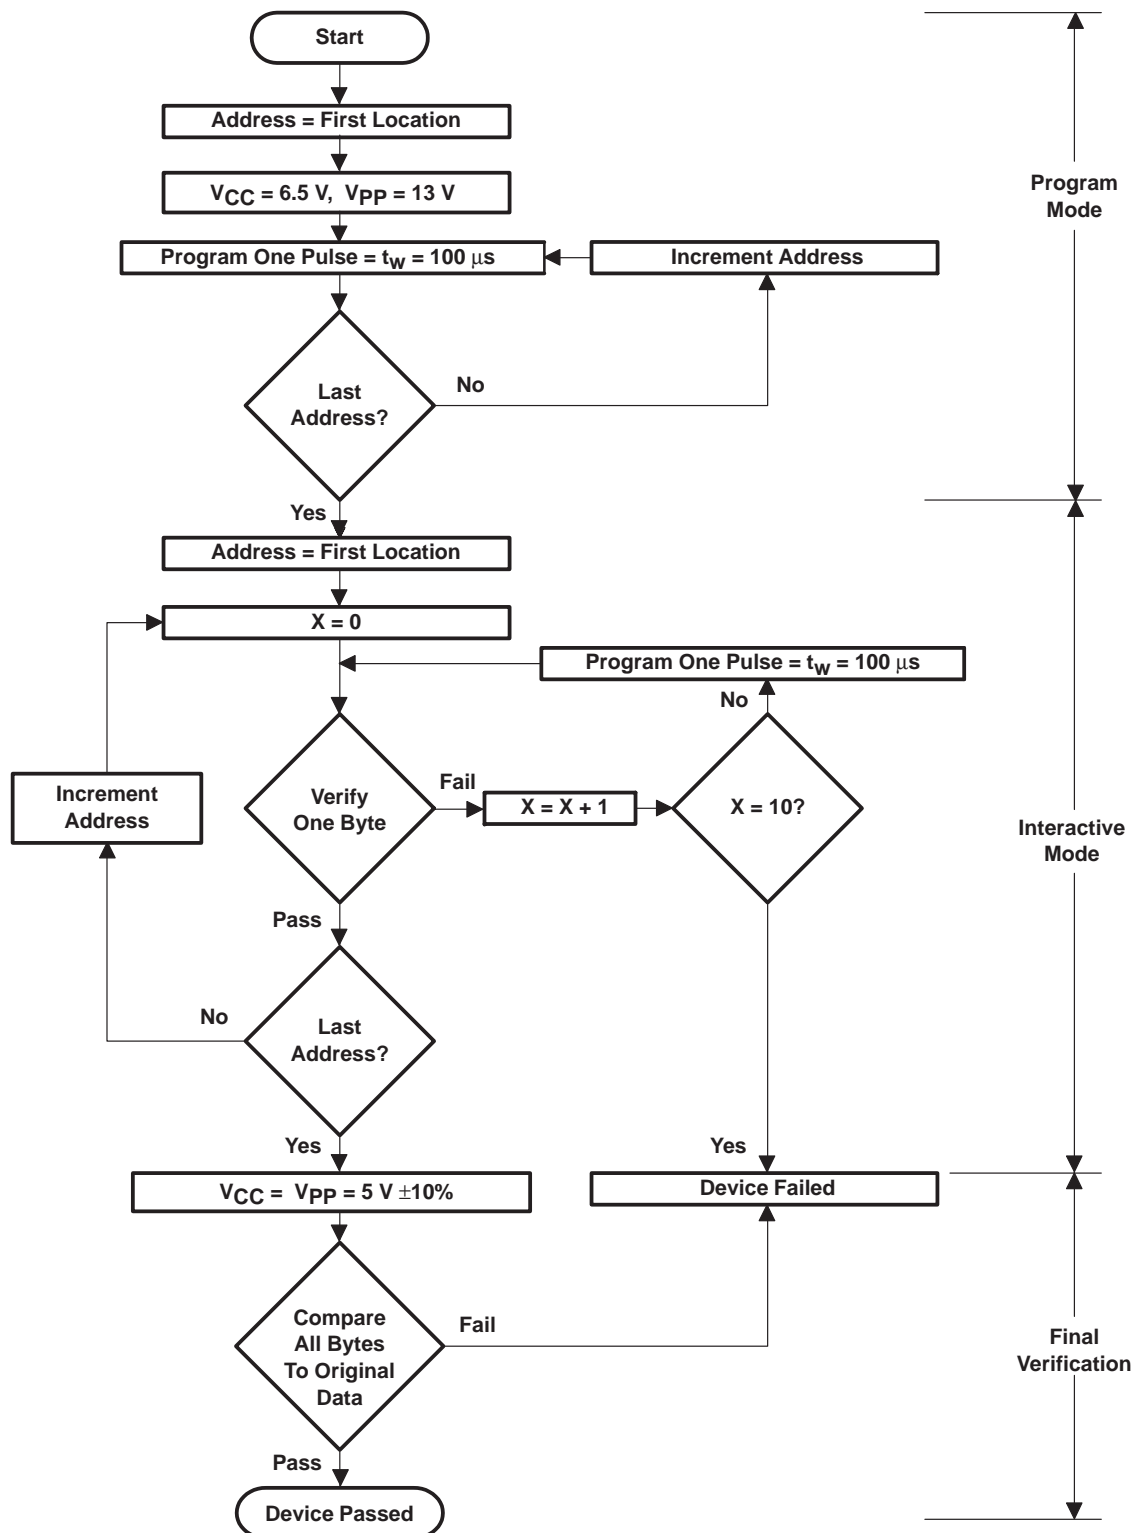 Start
Address = First Location
VCC = 6.5 V, VPP = 13 V
Program
Mode
Program One Pulse = tw = 100 μs
Increment Address
Last
Address?
No
Yes
Address = First Location
X = 0
Program One Pulse = tw = 100 μs
No
Increment
Address
Verify
One Byte
Fail
X = X + 1
X = 10?
Interactive
Mode
Pass
No
Last
Address?
Yes
Yes
VCC = VPP = 5 V ±10%
Device Failed
Compare
All Bytes
To Original
Data
Fail
Final
Verification
Pass
Device Passed